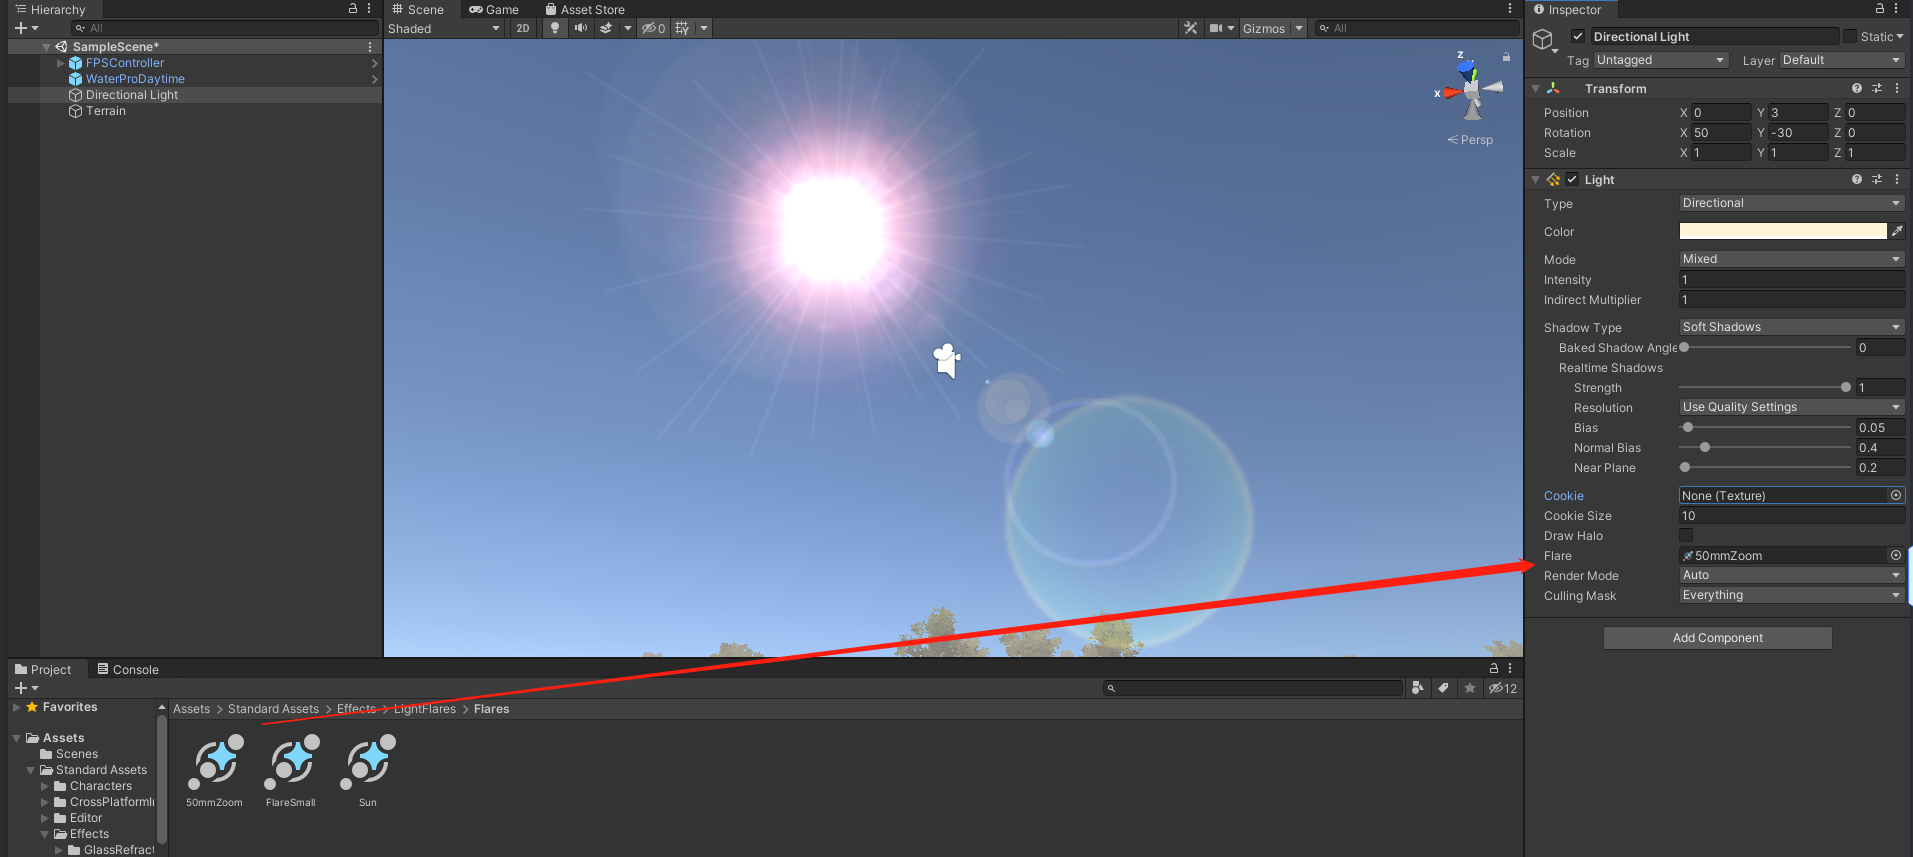 Hierarchy
All
SampleScene*
FPSController
WaterProDaytime
Directional Light
Terrain
Scene Game Asset Store
Shaded 2D 0 Gizmos All
z
x
Persp
Inspector
Directional Light Static
Tag Untagged Layer Default
Transform
Position X 0 Y 3 Z 0
Rotation X 50 Y -30 Z 0
Scale X 1 Y 1 Z 1
Light
Type Directional
Color
Mode Mixed
Intensity 1
Indirect Multiplier 1
Shadow Type Soft Shadows
Baked Shadow Angle 0
Realtime Shadows
Strength 1
Resolution Use Quality Settings
Bias 0.05
Normal Bias 0.4
Near Plane 0.2
Cookie None (Texture)
Cookie Size 10
Draw Halo
Flare 50mmZoom
Render Mode Auto
Culling Mask Everything
Add Component
Project Console
12
Favorites
Assets
Scenes
Standard Assets
Characters
CrossPlatformI
Editor
Effects
GlassRefract
Assets > Standard Assets > Effects > LightFlares > Flares
50mmZoom FlareSmall Sun